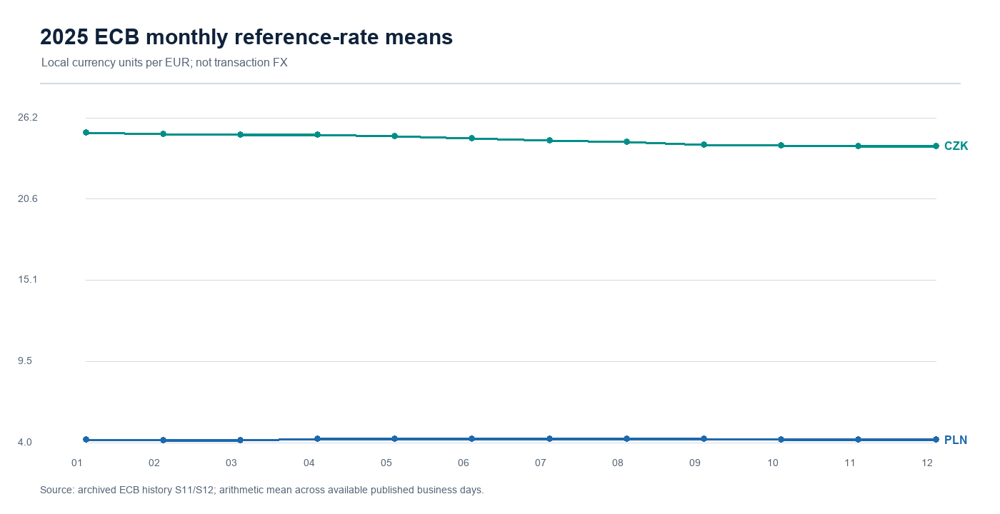 2025 ECB monthly reference-rate means
Local currency units per EUR; not transaction FX
26.2
CZK
20.6
15.1
9.5
4.0
PLN
01 02 03 04 05 06 07 08 09 10 11 12
Source: archived ECB history S11/S12; arithmetic mean across available published business days.